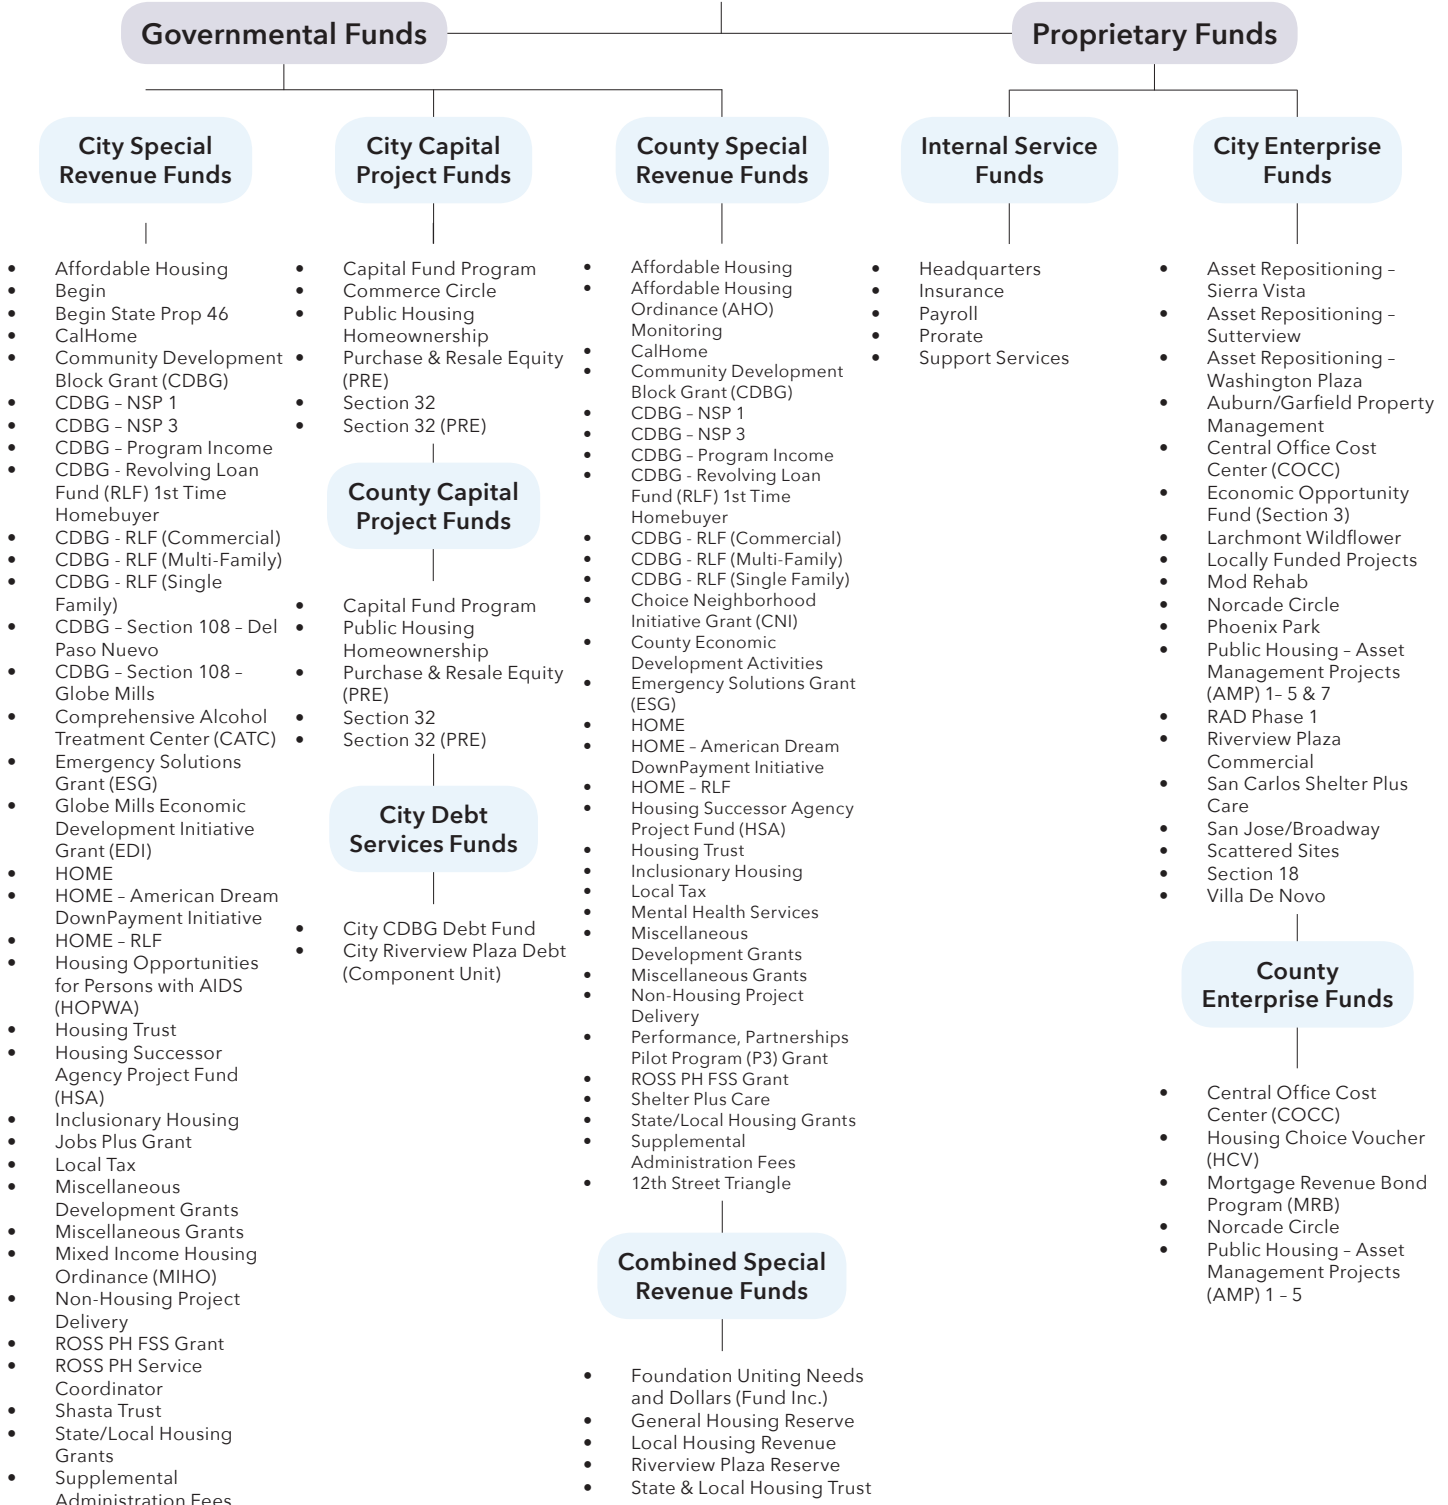 Governmental Funds
Proprietary Funds
City Special
Revenue Funds
• Affordable Housing
• Begin
• Begin State Prop 46
• CalHome
• Community Development
Block Grant (CDBG)
• CDBG – NSP 1
• CDBG – NSP 3
• CDBG – Program Income
• CDBG - Revolving Loan
Fund (RLF) 1st Time
Homebuyer
• CDBG - RLF (Commercial)
• CDBG - RLF (Multi-Family)
• CDBG - RLF (Single
Family)
• CDBG – Section 108 – Del
Paso Nuevo
• CDBG – Section 108 –
Globe Mills
• Comprehensive Alcohol
Treatment Center (CATC)
• Emergency Solutions
Grant (ESG)
• Globe Mills Economic
Development Initiative
Grant (EDI)
• HOME
• HOME – American Dream
DownPayment Initiative
• HOME – RLF
• Housing Opportunities
for Persons with AIDS
(HOPWA)
• Housing Trust
• Housing Successor
Agency Project Fund
(HSA)
• Inclusionary Housing
• Jobs Plus Grant
• Local Tax
• Miscellaneous
Development Grants
• Miscellaneous Grants
• Mixed Income Housing
Ordinance (MIHO)
• Non-Housing Project
Delivery
• ROSS PH FSS Grant
• ROSS PH Service
Coordinator
• Shasta Trust
• State/Local Housing
Grants
• Supplemental
Administration Fees
City Capital
Project Funds
• Capital Fund Program
• Commerce Circle
• Public Housing
Homeownership
• Purchase & Resale Equity
(PRE)
• Section 32
• Section 32 (PRE)
County Capital
Project Funds
• Capital Fund Program
• Public Housing
Homeownership
• Purchase & Resale Equity
(PRE)
• Section 32
• Section 32 (PRE)
City Debt
Services Funds
• City CDBG Debt Fund
• City Riverview Plaza Debt
(Component Unit)
County Special
Revenue Funds
• Affordable Housing
• Affordable Housing
Ordinance (AHO)
Monitoring
• CalHome
• Community Development
Block Grant (CDBG)
• CDBG – NSP 1
• CDBG – NSP 3
• CDBG – Program Income
• CDBG - Revolving Loan
Fund (RLF) 1st Time
Homebuyer
• CDBG - RLF (Commercial)
• CDBG - RLF (Multi-Family)
• CDBG - RLF (Single Family)
• Choice Neighborhood
Initiative Grant (CNI)
• County Economic
Development Activities
• Emergency Solutions Grant
(ESG)
• HOME
• HOME – American Dream
DownPayment Initiative
• HOME – RLF
• Housing Successor Agency
Project Fund (HSA)
• Housing Trust
• Inclusionary Housing
• Local Tax
• Mental Health Services
• Miscellaneous
Development Grants
• Miscellaneous Grants
• Non-Housing Project
Delivery
• Performance, Partnerships
Pilot Program (P3) Grant
• ROSS PH FSS Grant
• Shelter Plus Care
• State/Local Housing Grants
• Supplemental
Administration Fees
• 12th Street Triangle
Combined Special
Revenue Funds
• Foundation Uniting Needs
and Dollars (Fund Inc.)
• General Housing Reserve
• Local Housing Revenue
• Riverview Plaza Reserve
• State & Local Housing Trust
Internal Service
Funds
• Headquarters
• Insurance
• Payroll
• Prorate
• Support Services
City Enterprise
Funds
• Asset Repositioning –
Sierra Vista
• Asset Repositioning –
Sutterview
• Asset Repositioning –
Washington Plaza
• Auburn/Garfield Property
Management
• Central Office Cost
Center (COCC)
• Economic Opportunity
Fund (Section 3)
• Larchmont Wildflower
• Locally Funded Projects
• Mod Rehab
• Norcade Circle
• Phoenix Park
• Public Housing – Asset
Management Projects
(AMP) 1– 5 & 7
• RAD Phase 1
• Riverview Plaza
Commercial
• San Carlos Shelter Plus
Care
• San Jose/Broadway
• Scattered Sites
• Section 18
• Villa De Novo
County
Enterprise Funds
• Central Office Cost
Center (COCC)
• Housing Choice Voucher
(HCV)
• Mortgage Revenue Bond
Program (MRB)
• Norcade Circle
• Public Housing – Asset
Management Projects
(AMP) 1 – 5